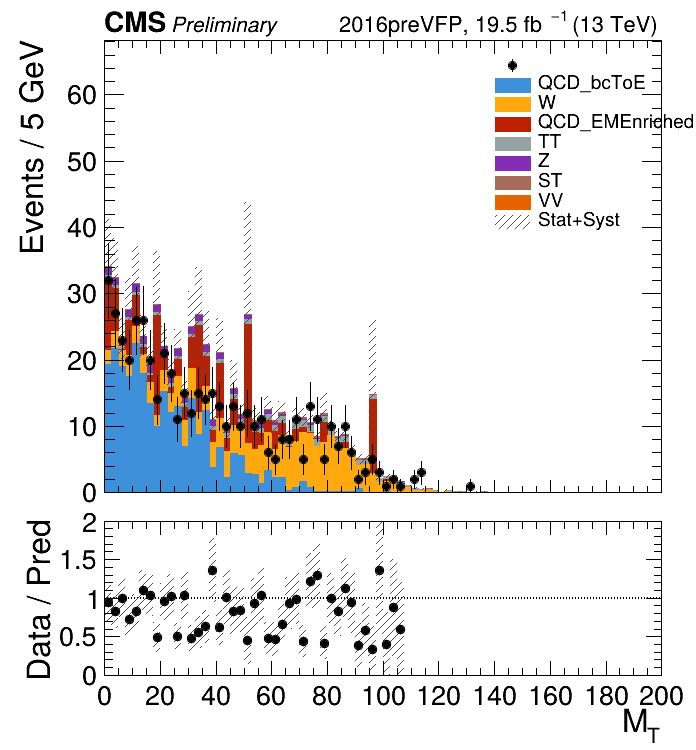 CMS Preliminary 2016preVFP, 19.5 fb⁻¹ (13 TeV)
Events / 5 GeV
60
50
40
30
20
10
0
QCD_bcToE
W
QCD_EMEnriched
TT
Z
ST
VV
Stat+Syst
Data / Pred
2
1.5
1
0.5
0
0 20 40 60 80 100 120 140 160 180 200
M_T